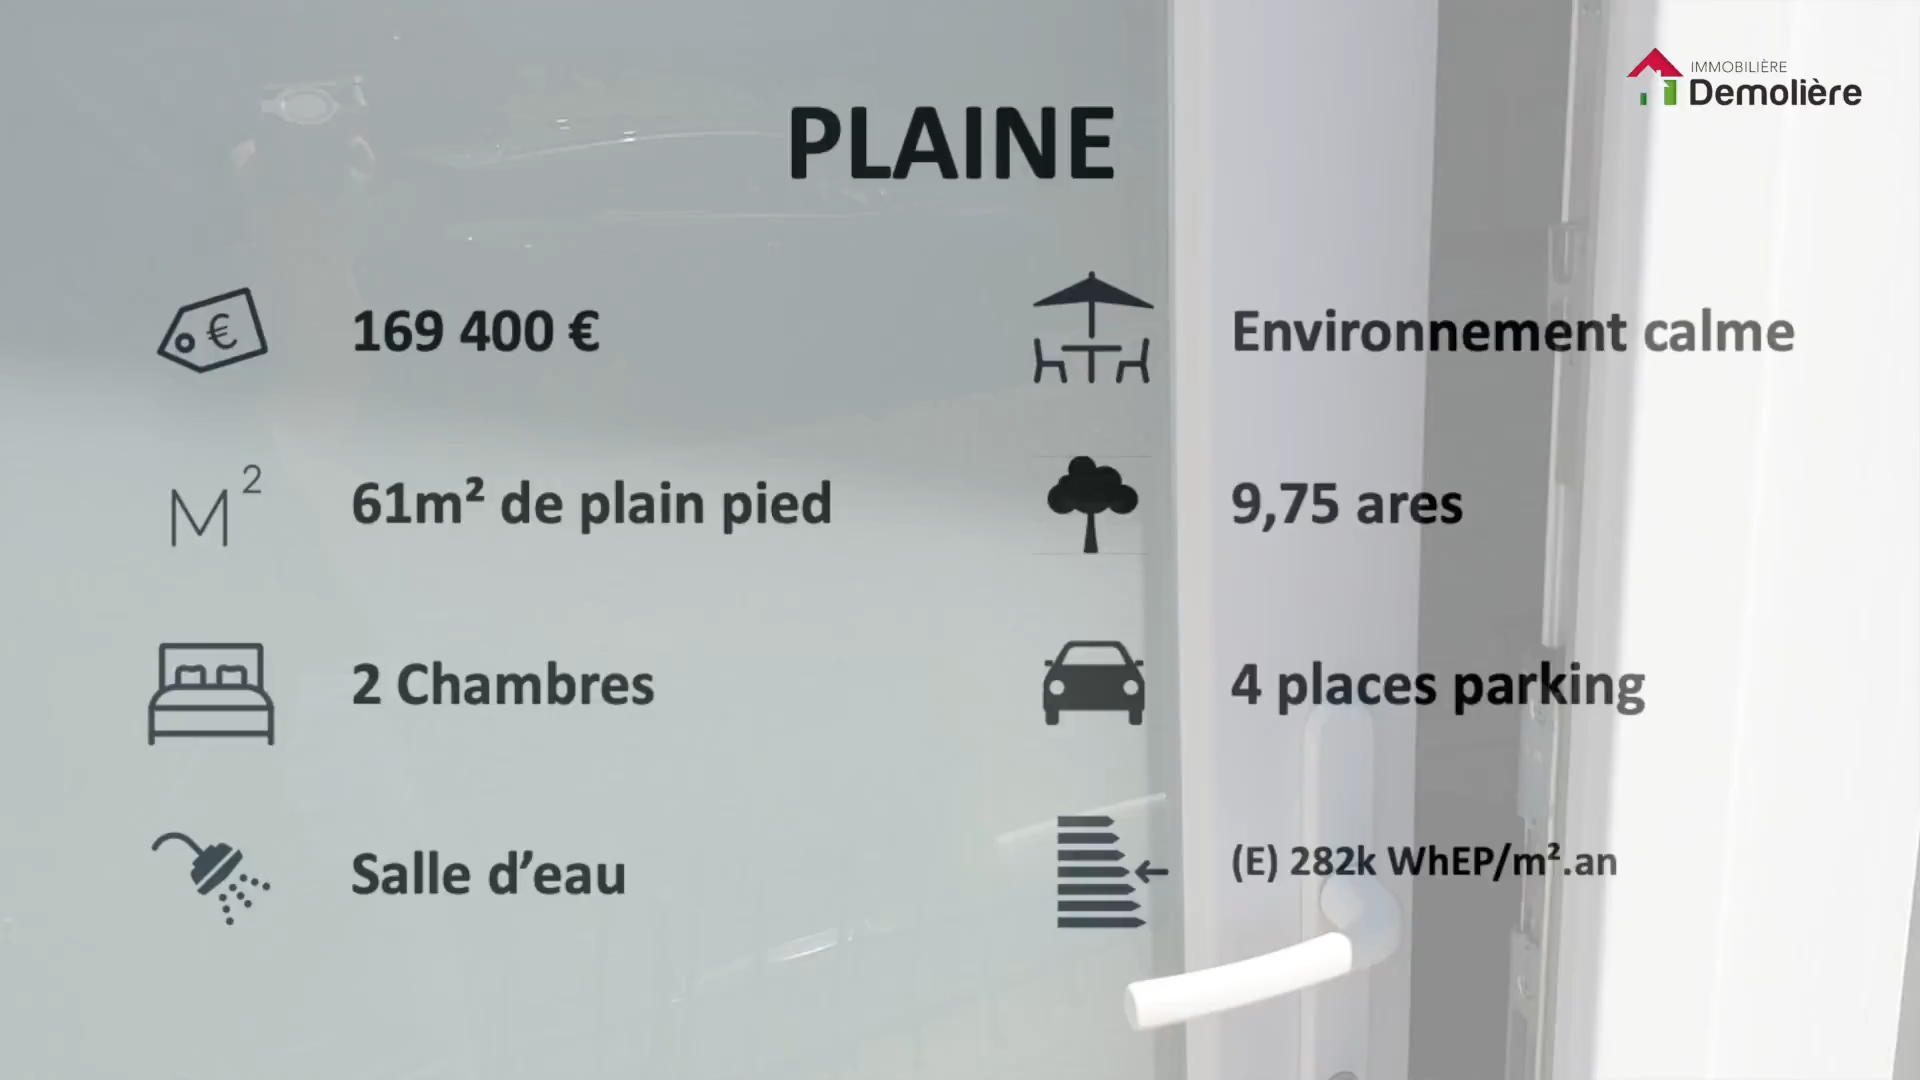 IMMOBILIÈRE
Demolière
PLAINE
169 400 €
Environnement calme
M²
61m² de plain pied
9,75 ares
2 Chambres
4 places parking
Salle d’eau
(E) 282k WhEP/m².an